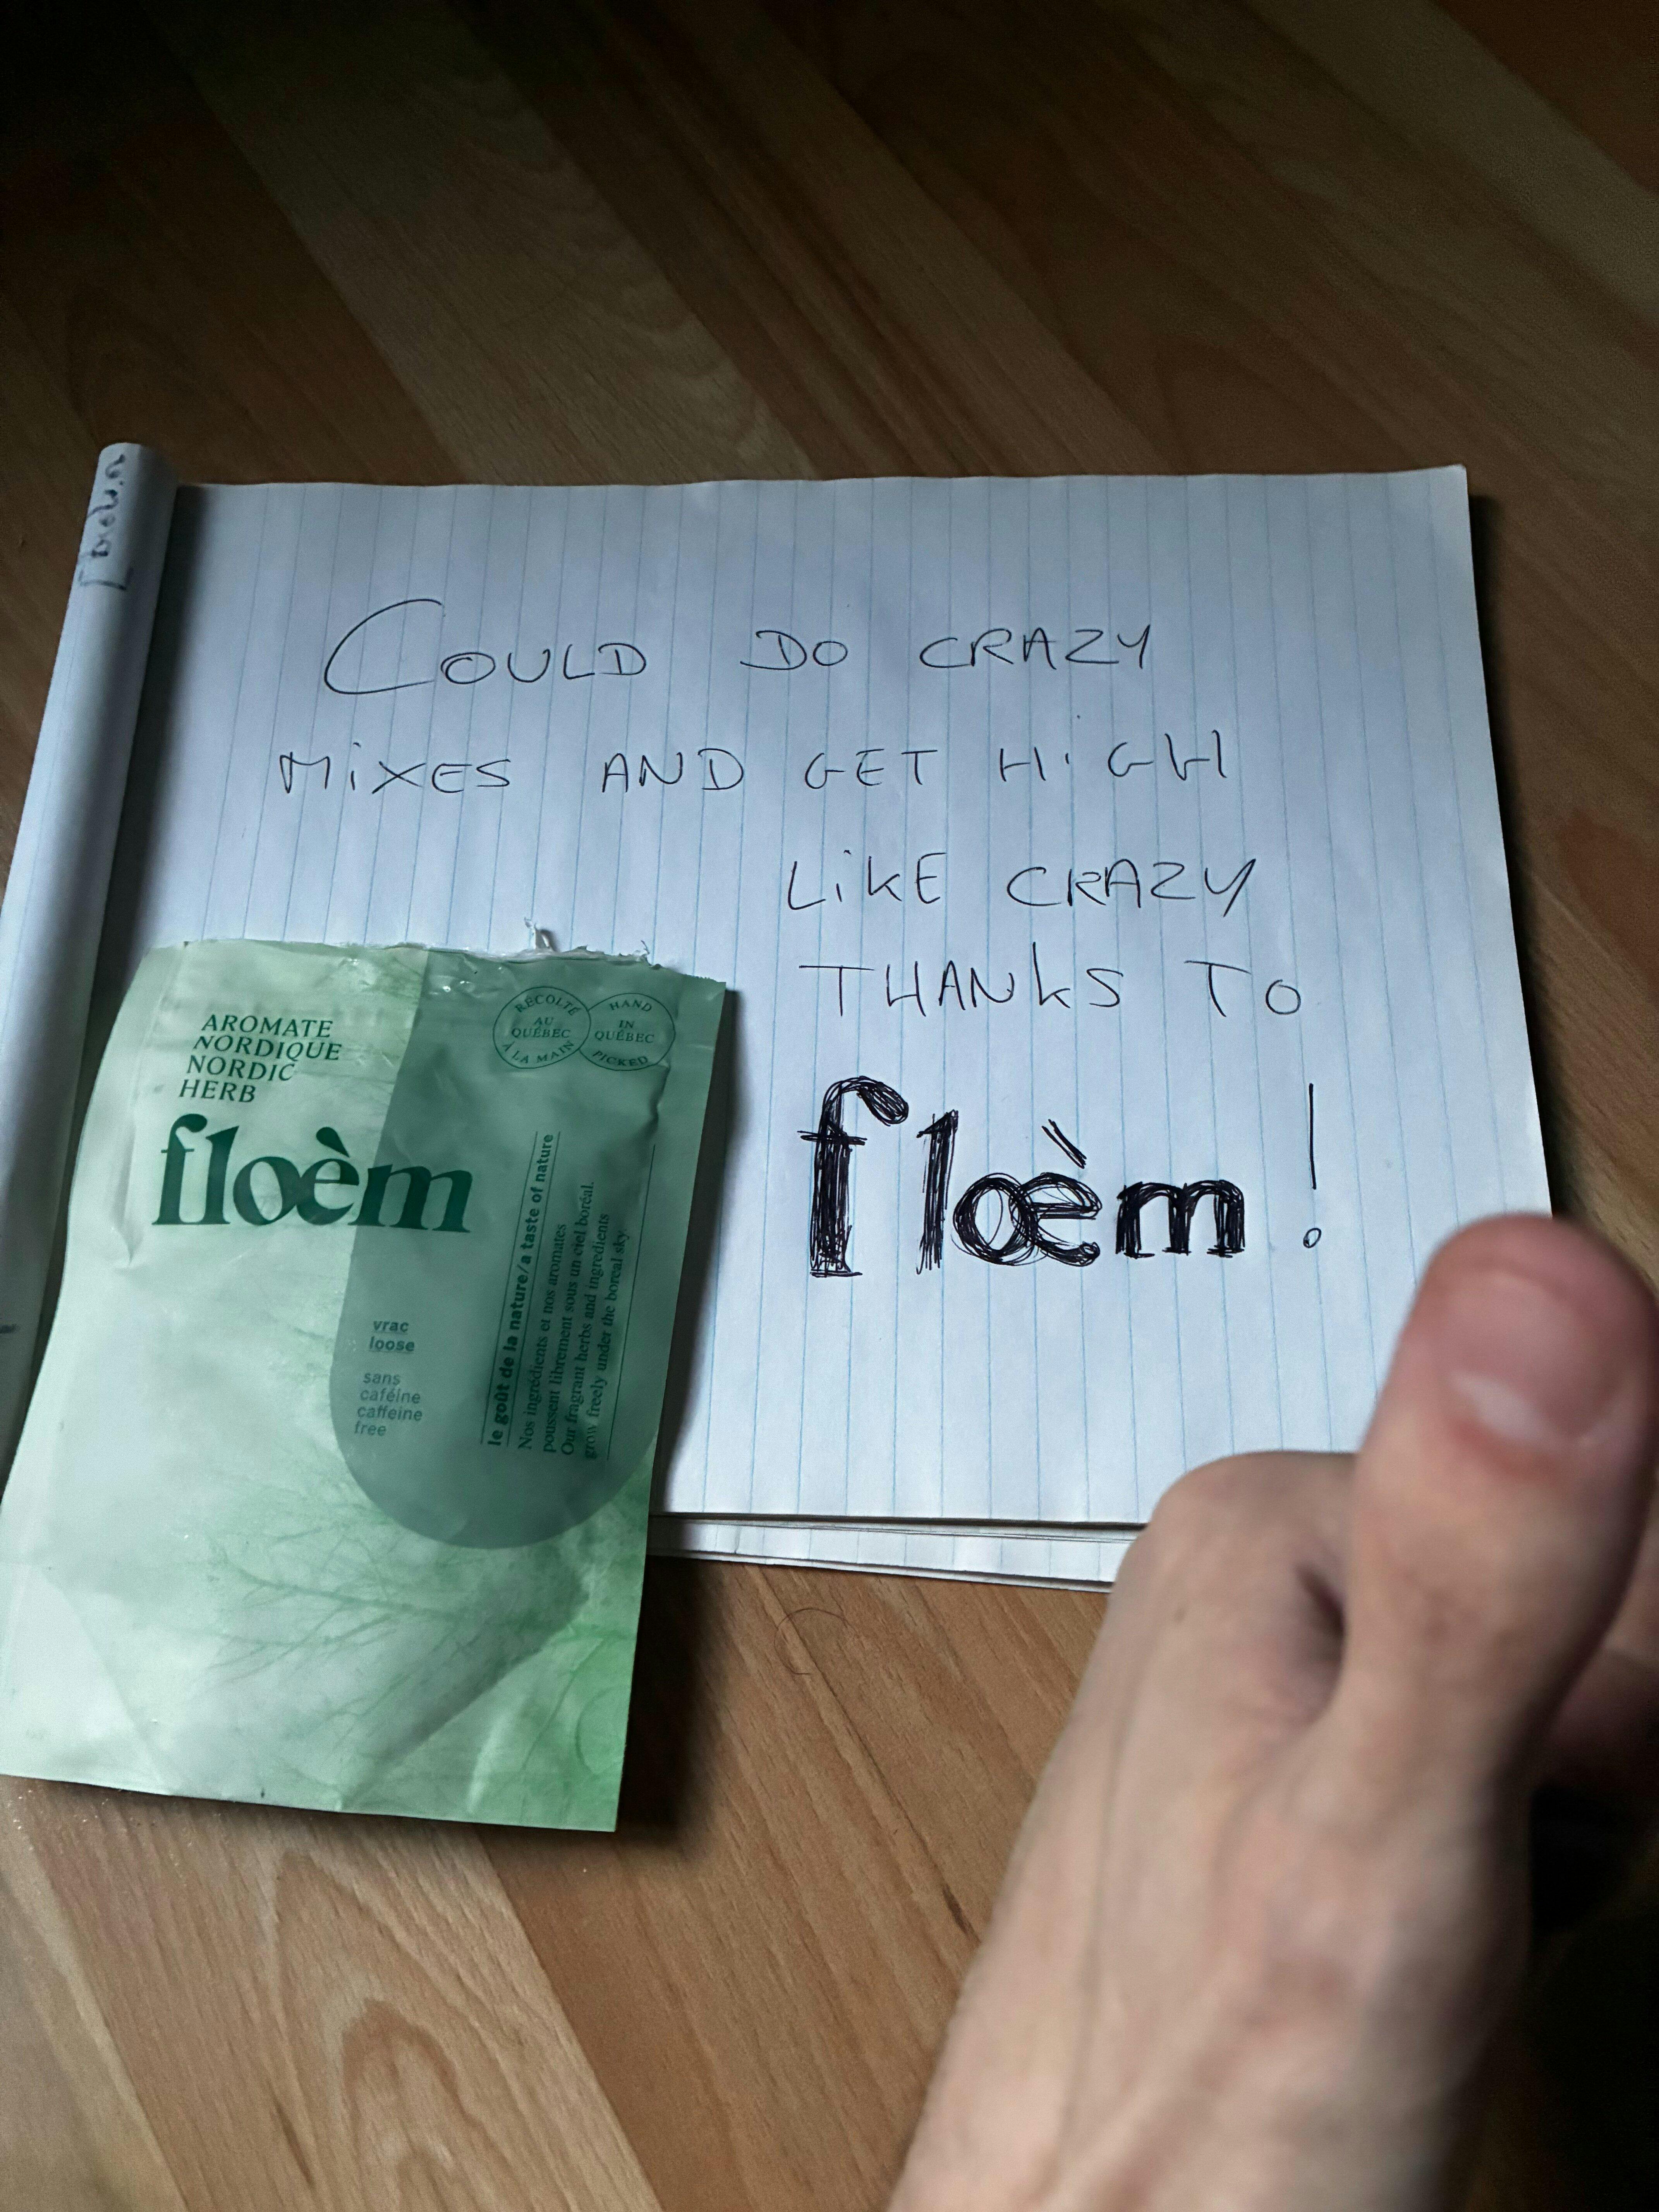 COULD DO CRAZY
MIXES AND GET HIGH
LIKE CRAZY
THANKS TO
floèm !
AROMATE
NORDIQUE
NORDIC
HERB
floèm
RÉCOLTÉ
AU
QUÉBEC
À LA MAIN
HAND
IN
QUÉBEC
PICKED
vrac
loose
sans
caféine
caffeine
free
le goût de la nature/a taste of nature
Nos ingrédients et nos aromates
poussent librement sous un ciel boréal.
Our fragrant herbs and ingredients
grow freely under the boreal sky.